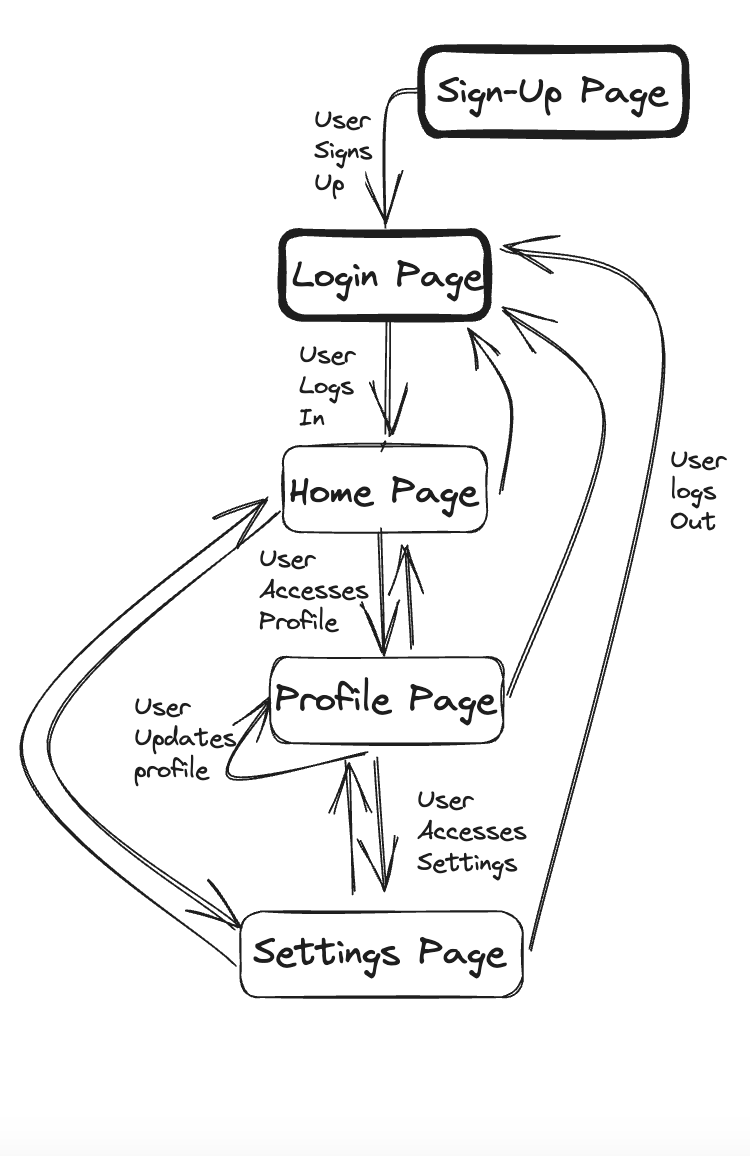 Sign-Up Page
User
Signs
Up
Login Page
User
Logs
In
Home Page
User
logs
Out
User
Accesses
Profile
Profile Page
User
Updates
profile
User
Accesses
Settings
Settings Page